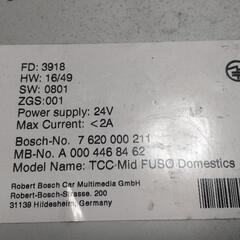 FD: 3918
HW: 16/49
SW: 0801
ZGS:001
Power supply: 24V
Max Current: <2A
Bosch-No. 7 620 000 211
MB-No. A 000 446 84 62
Model Name: TCC-Mid FUSO Domestics
Robert Bosch Car Multimedia GmbH
Robert-Bosch-Strasse. 200
31139 Hildesheim, Germany